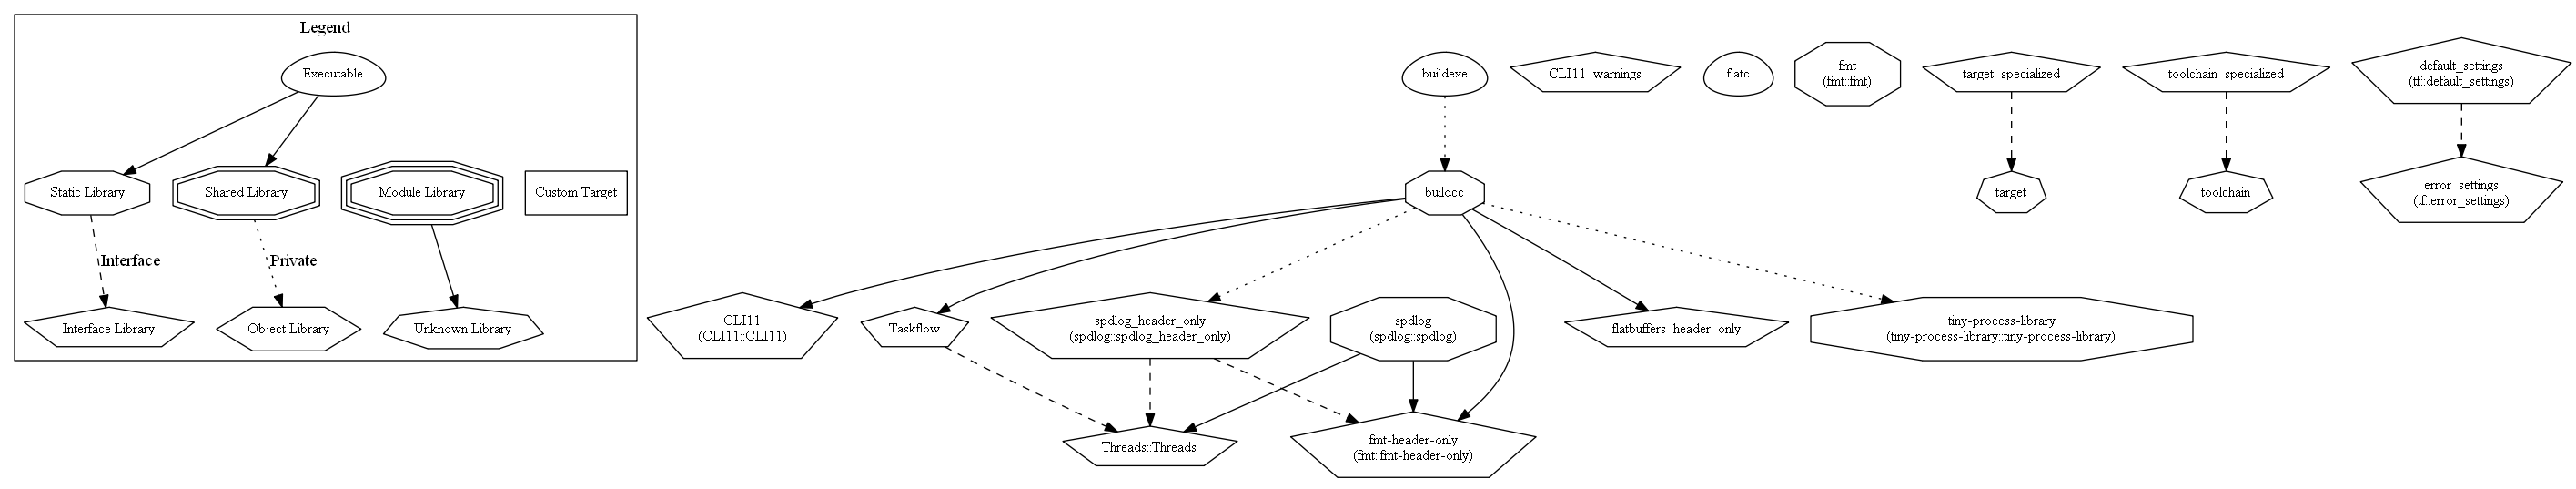 Legend
Executable
Static Library
Shared Library
Module Library
Custom Target
Interface
Private
Interface Library
Object Library
Unknown Library
buildexe
CLI11_warnings
flatc
fmt
(fmt::fmt)
target_specialized
toolchain_specialized
default_settings
(tf::default_settings)
buildcc
target
toolchain
error_settings
(tf::error_settings)
CLI11
(CLI11::CLI11)
Taskflow
spdlog_header_only
(spdlog::spdlog_header_only)
spdlog
(spdlog::spdlog)
flatbuffers_header_only
tiny-process-library
(tiny-process-library::tiny-process-library)
Threads::Threads
fmt-header-only
(fmt::fmt-header-only)